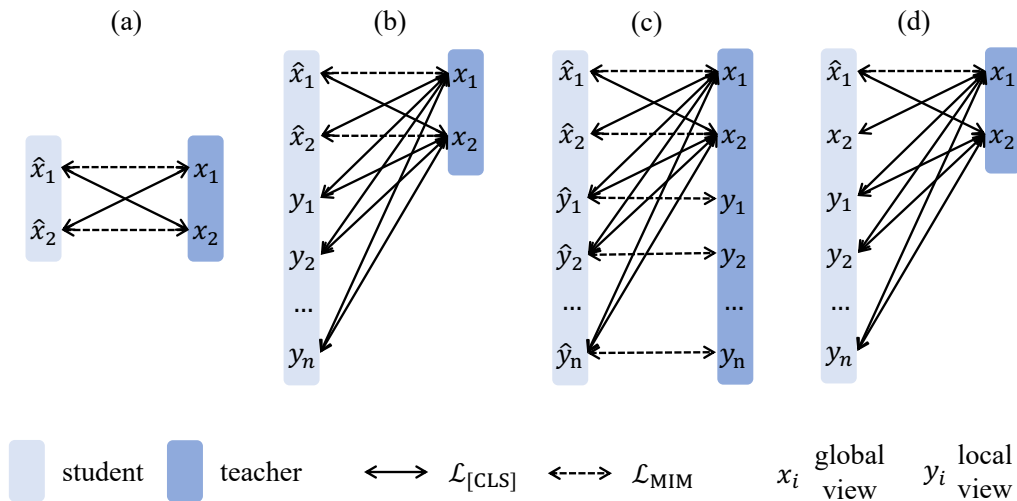 (a)
x̂₁ x₁
x̂₂ x₂
(b)
x̂₁ x₁
x̂₂ x₂
y₁
y₂
...
yₙ
(c)
x̂₁ x₁
x̂₂ x₂
ŷ₁ y₁
ŷ₂ y₂
... ...
ŷₙ yₙ
(d)
x̂₁ x₁
x₂ x₂
y₁
y₂
...
yₙ
student
teacher
ℒ[CLS]
ℒMIM
xᵢ global
view
yᵢ local
view